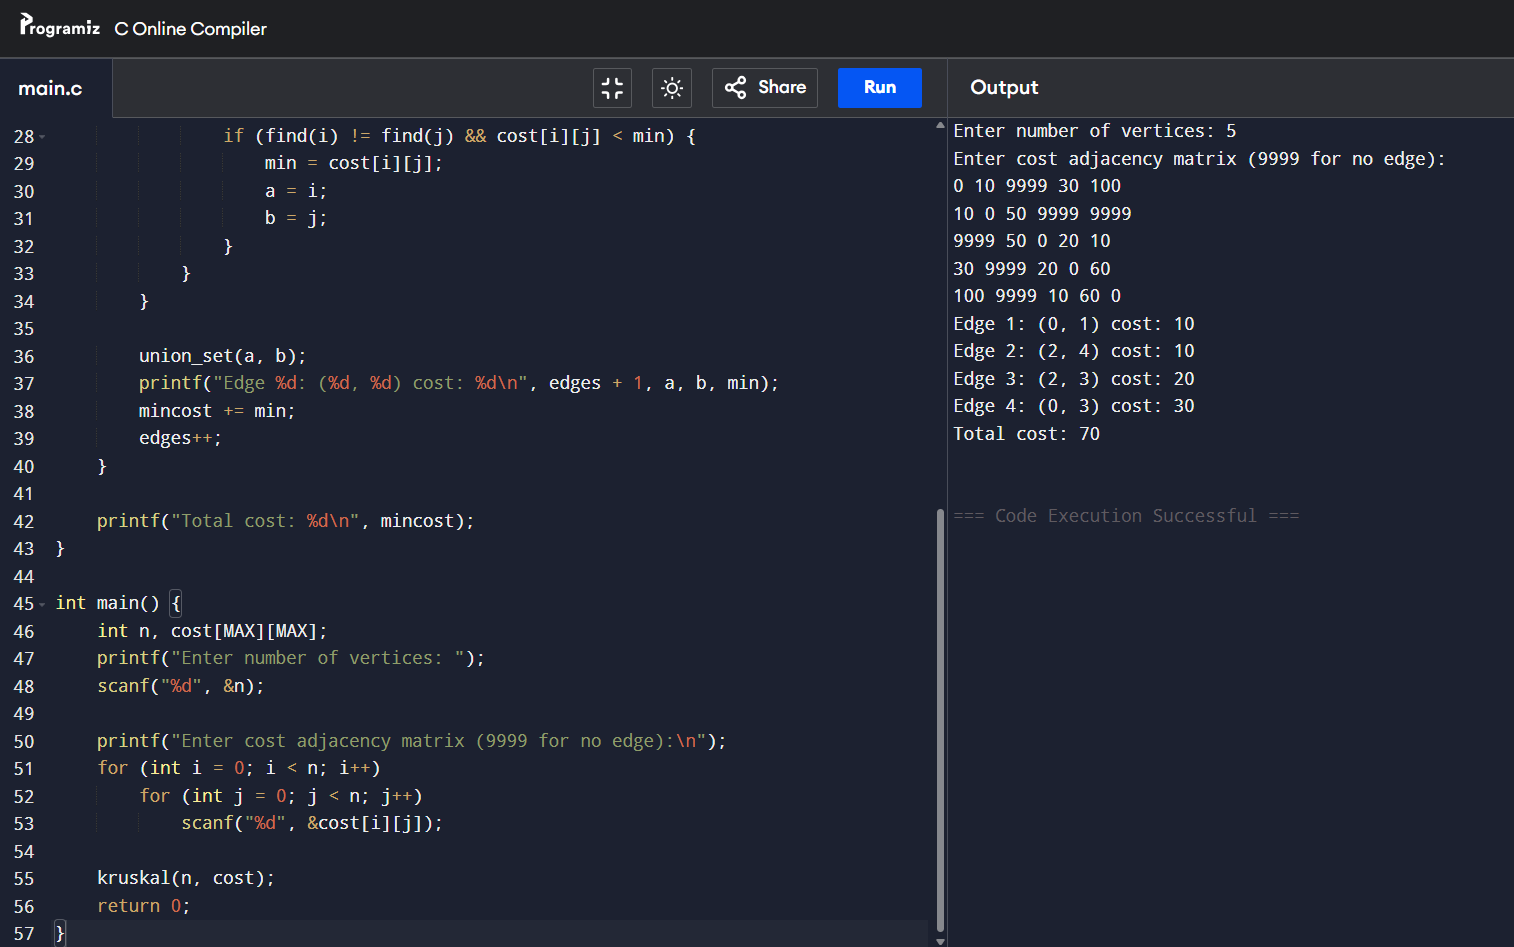 Programiz C Online Compiler
main.c Share Run Output
28 if (find(i) != find(j) && cost[i][j] < min) {
29 min = cost[i][j];
30 a = i;
31 b = j;
32 }
33 }
34 }
35
36 union_set(a, b);
37 printf("Edge %d: (%d, %d) cost: %d\n", edges + 1, a, b, min);
38 mincost += min;
39 edges++;
40 }
41
42 printf("Total cost: %d\n", mincost);
43 }
44
45 int main() {
46 int n, cost[MAX][MAX];
47 printf("Enter number of vertices: ");
48 scanf("%d", &n);
49
50 printf("Enter cost adjacency matrix (9999 for no edge):\n");
51 for (int i = 0; i < n; i++)
52 for (int j = 0; j < n; j++)
53 scanf("%d", &cost[i][j]);
54
55 kruskal(n, cost);
56 return 0;
57 }
Enter number of vertices: 5
Enter cost adjacency matrix (9999 for no edge):
0 10 9999 30 100
10 0 50 9999 9999
9999 50 0 20 10
30 9999 20 0 60
100 9999 10 60 0
Edge 1: (0, 1) cost: 10
Edge 2: (2, 4) cost: 10
Edge 3: (2, 3) cost: 20
Edge 4: (0, 3) cost: 30
Total cost: 70
=== Code Execution Successful ===